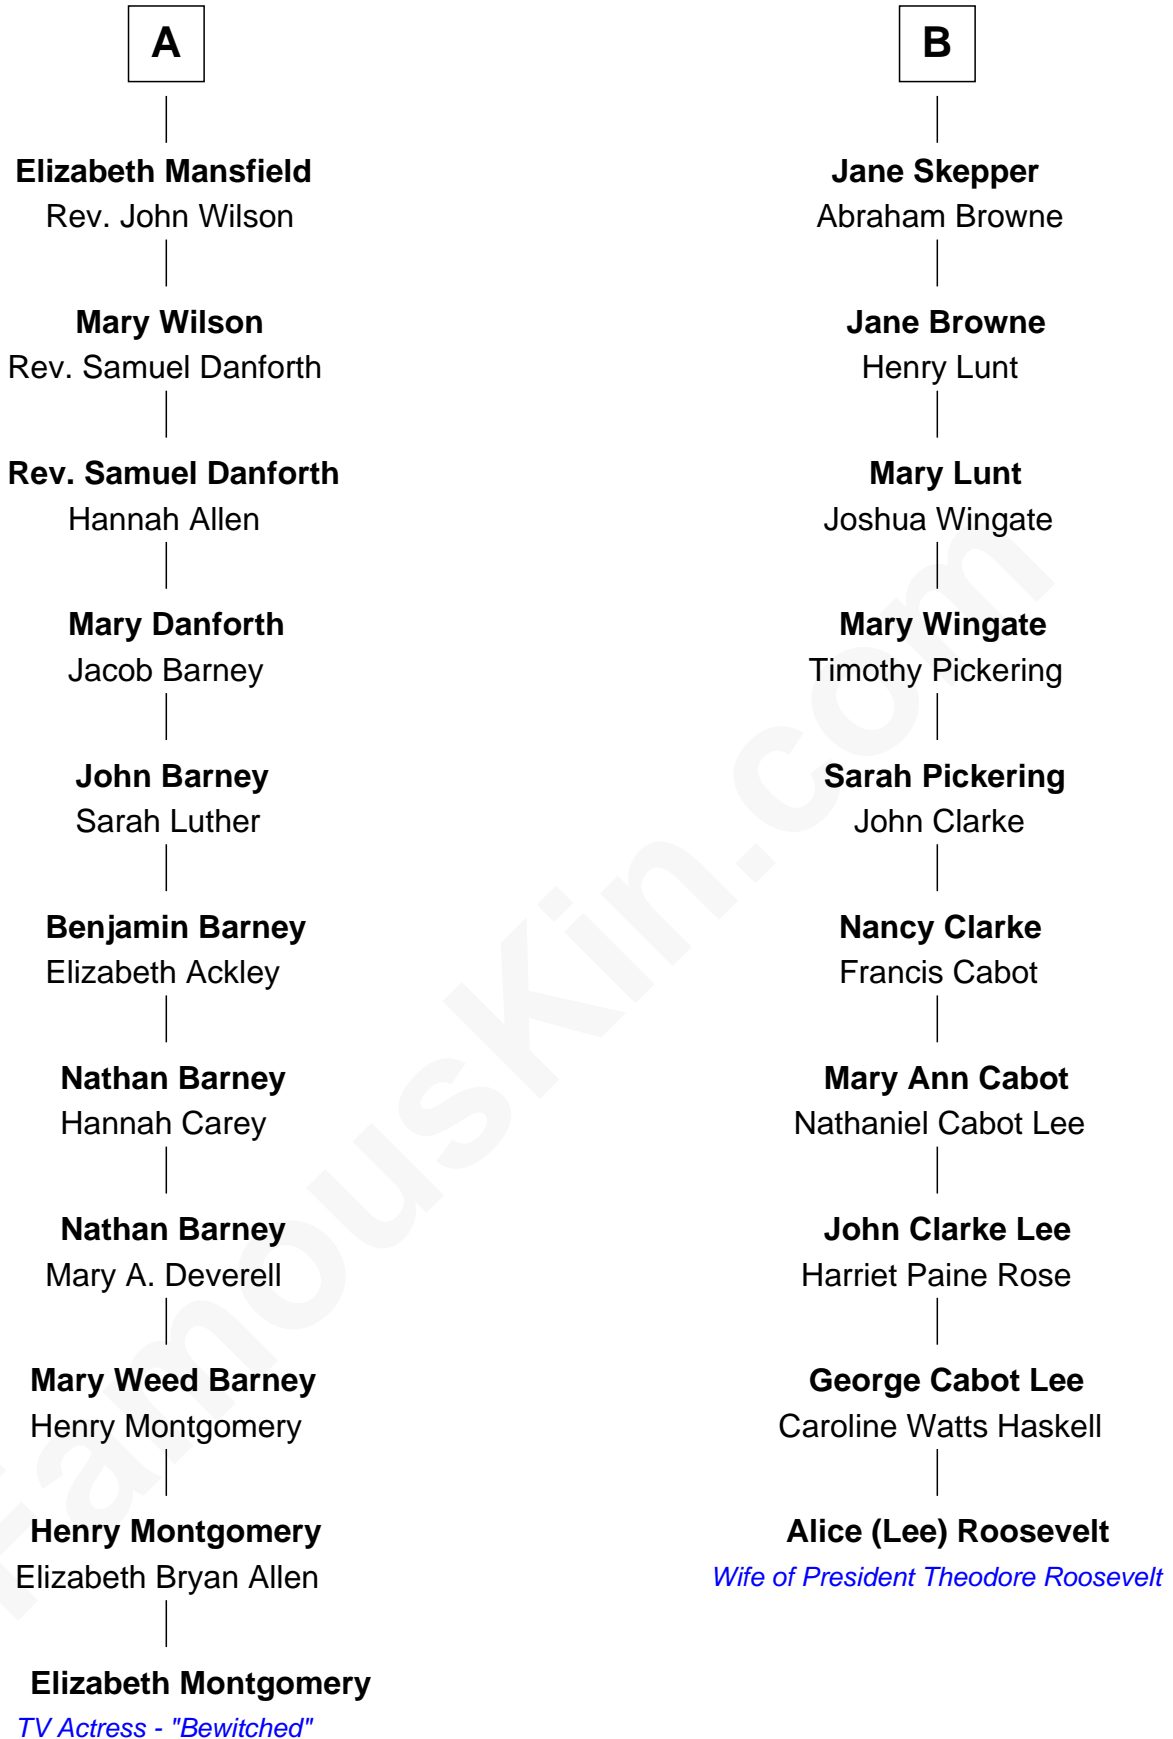 A
Elizabeth Mansfield
Rev. John Wilson
Mary Wilson
Rev. Samuel Danforth
Rev. Samuel Danforth
Hannah Allen
Mary Danforth
Jacob Barney
John Barney
Sarah Luther
Benjamin Barney
Elizabeth Ackley
Nathan Barney
Hannah Carey
Nathan Barney
Mary A. Deverell
Mary Weed Barney
Henry Montgomery
Henry Montgomery
Elizabeth Bryan Allen
Elizabeth Montgomery
TV Actress - "Bewitched"
B
Jane Skepper
Abraham Browne
Jane Browne
Henry Lunt
Mary Lunt
Joshua Wingate
Mary Wingate
Timothy Pickering
Sarah Pickering
John Clarke
Nancy Clarke
Francis Cabot
Mary Ann Cabot
Nathaniel Cabot Lee
John Clarke Lee
Harriet Paine Rose
George Cabot Lee
Caroline Watts Haskell
Alice (Lee) Roosevelt
Wife of President Theodore Roosevelt
FamousKin.com